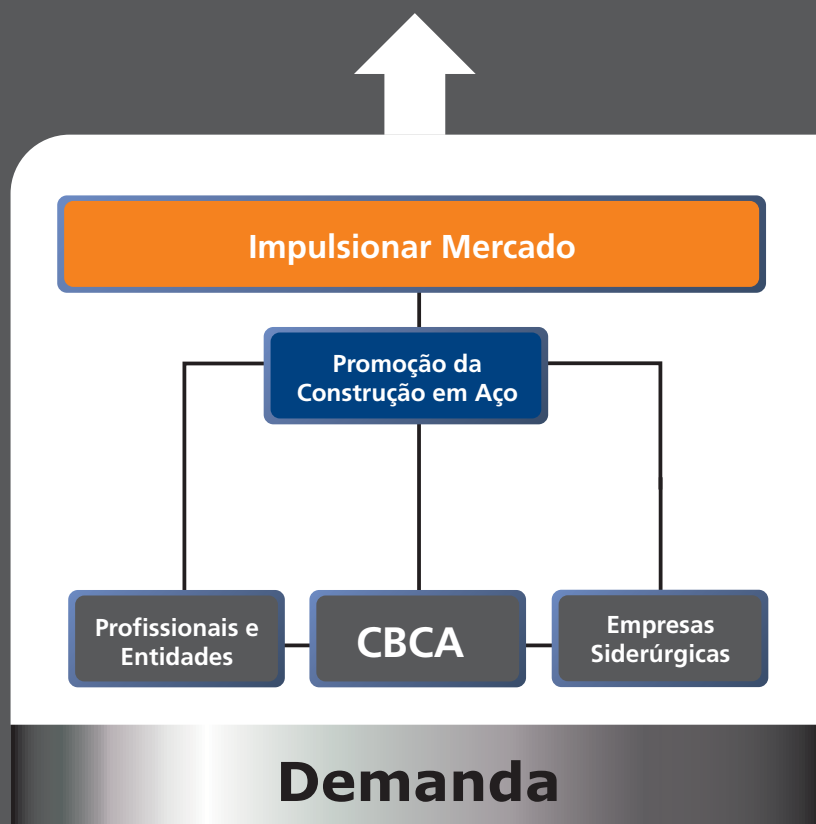 Impulsionar Mercado
Promoção da
Construção em Aço
Profissionais e
Entidades
CBCA
Empresas
Siderúrgicas
Demanda